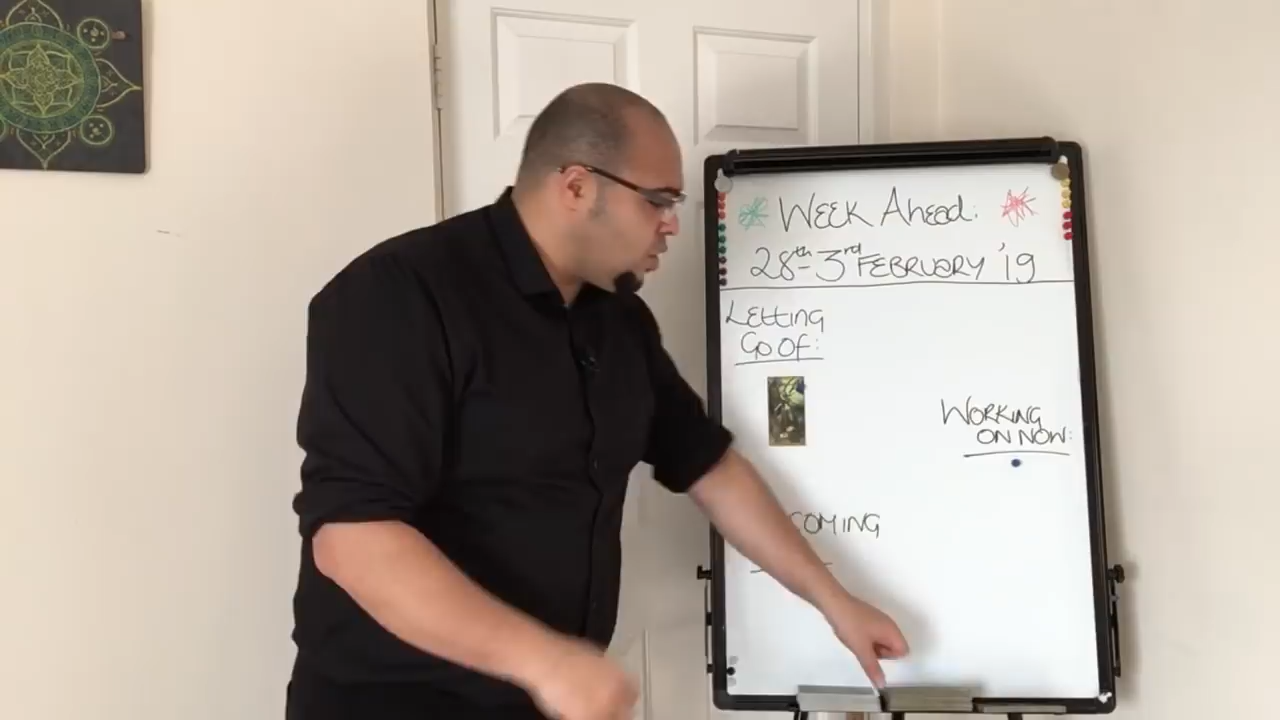 WEEK AHEAD:
28th - 3rd FEBRUARY '19
LETTING
GO OF:
WORKING
ON NOW:
COMING